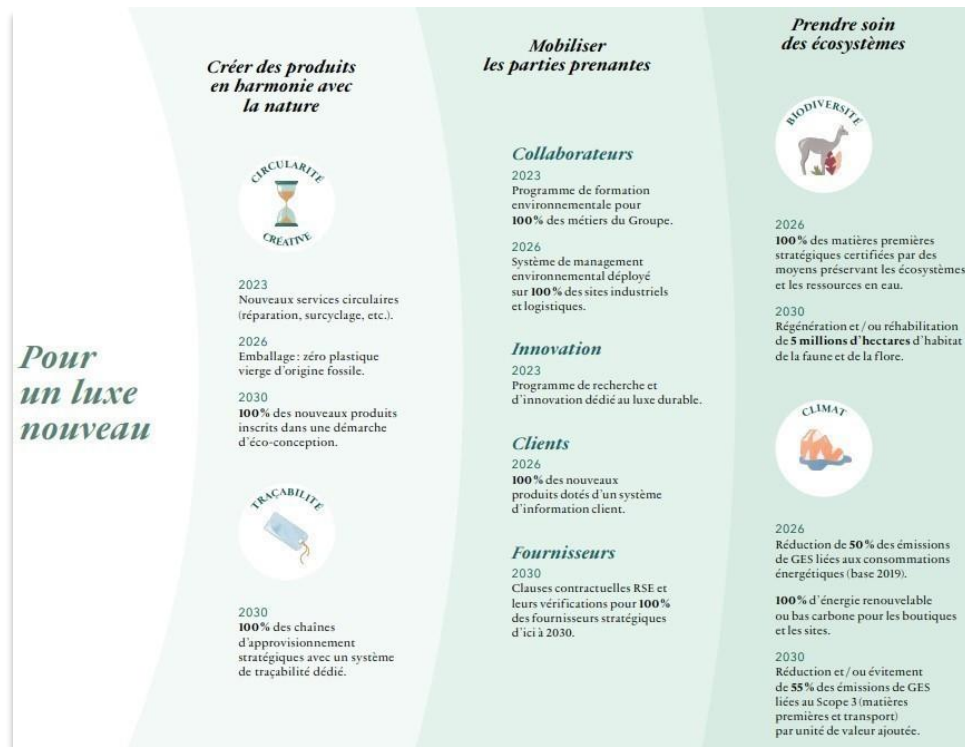 Pour
un luxe
nouveau
Créer des produits
en harmonie avec
la nature
CIRCULARITÉ
CRÉATIVE
2023
Nouveaux services circulaires
(réparation, surcyclage, etc.).
2026
Emballage : zéro plastique
vierge d'origine fossile.
2030
100% des nouveaux produits
inscrits dans une démarche
d'éco-conception.
TRAÇABILITÉ
2030
100% des chaînes
d'approvisionnement
stratégiques avec un système
de traçabilité dédié.
Mobiliser
les parties prenantes
Collaborateurs
2023
Programme de formation
environnementale pour
100% des métiers du Groupe.
2026
Système de management
environnemental déployé
sur 100% des sites industriels
et logistiques.
Innovation
2023
Programme de recherche et
d'innovation dédié au luxe durable.
Clients
2026
100% des nouveaux
produits dotés d'un système
d'information client.
Fournisseurs
2030
Clauses contractuelles RSE et
leurs vérifications pour 100%
des fournisseurs stratégiques
d'ici à 2030.
Prendre soin
des écosystèmes
BIODIVERSITÉ
2026
100% des matières premières
stratégiques certifiées par des
moyens préservant les écosystèmes
et les ressources en eau.
2030
Régénération et / ou réhabilitation
de 5 millions d'hectares d'habitat
de la faune et de la flore.
CLIMAT
2026
Réduction de 50% des émissions
de GES liées aux consommations
énergétiques (base 2019).
100% d'énergie renouvelable
ou bas carbone pour les boutiques
et les sites.
2030
Réduction et / ou évitement
de 55% des émissions de GES
liées au Scope 3 (matières
premières et transport)
par unité de valeur ajoutée.